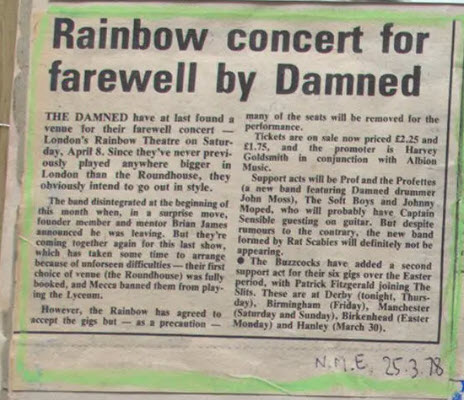 Rainbow concert for
farewell by Damned
THE DAMNED have at last found a
venue for their farewell concert —
London's Rainbow Theatre on Satur-
day, April 8. Since they've never previ-
ously played anywhere bigger in
London than the Roundhouse, they
obviously intend to go out in style.
The band disintegrated at the beginning of
this month when, in a surprise move,
founder member and mentor Brian James
announced he was leaving. But they're
coming together again for this last show,
which has taken some time to arrange
because of unforseen difficulties — their first
choice of venue (the Roundhouse) was fully
booked, and Mecca banned them from play-
ing the Lyceum.
However, the Rainbow has agreed to
accept the gigs but — as a precaution —
many of the seats will be removed for the
performance.
Tickets are on sale now priced £2.25 and
£1.75, and the promoter is Harvey
Goldsmith in conjunction with Albion
Music.
Support acts will be Prof and the Profettes
(a new band featuring Damned drummer
John Moss), The Soft Boys and Johnny
Moped, who will probably have Captain
Sensible guesting on guitar. But despite
rumours to the contrary, the new band
formed by Rat Scabies will definitely not be
appearing.
● The Buzzcocks have added a second
support act for their six gigs over the Easter
period, with Patrick Fitzgerald joining The
Slits. These are at Derby (tonight, Thurs-
day), Birmingham (Friday), Manchester
(Saturday and Sunday), Birkenhead (Easter
Monday) and Hanley (March 30).
N.M.E. 25.3.78